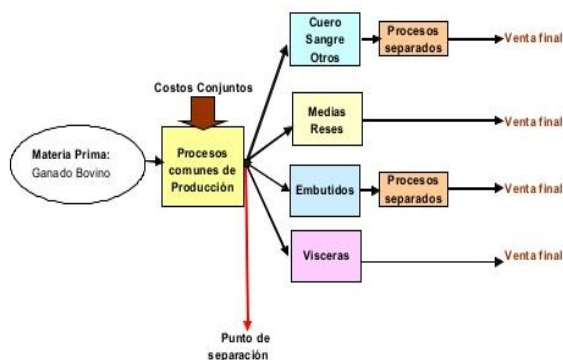 Cuero
Sangre
Otros
Procesos
separados
Venta final
Costos Conjuntos
Medias
Reses
Venta final
Materia Prima:
Ganado Bovino
Procesos
comunes de
Producción
Embutidos
Procesos
separados
Venta final
Visceras
Venta final
Punto de
separación